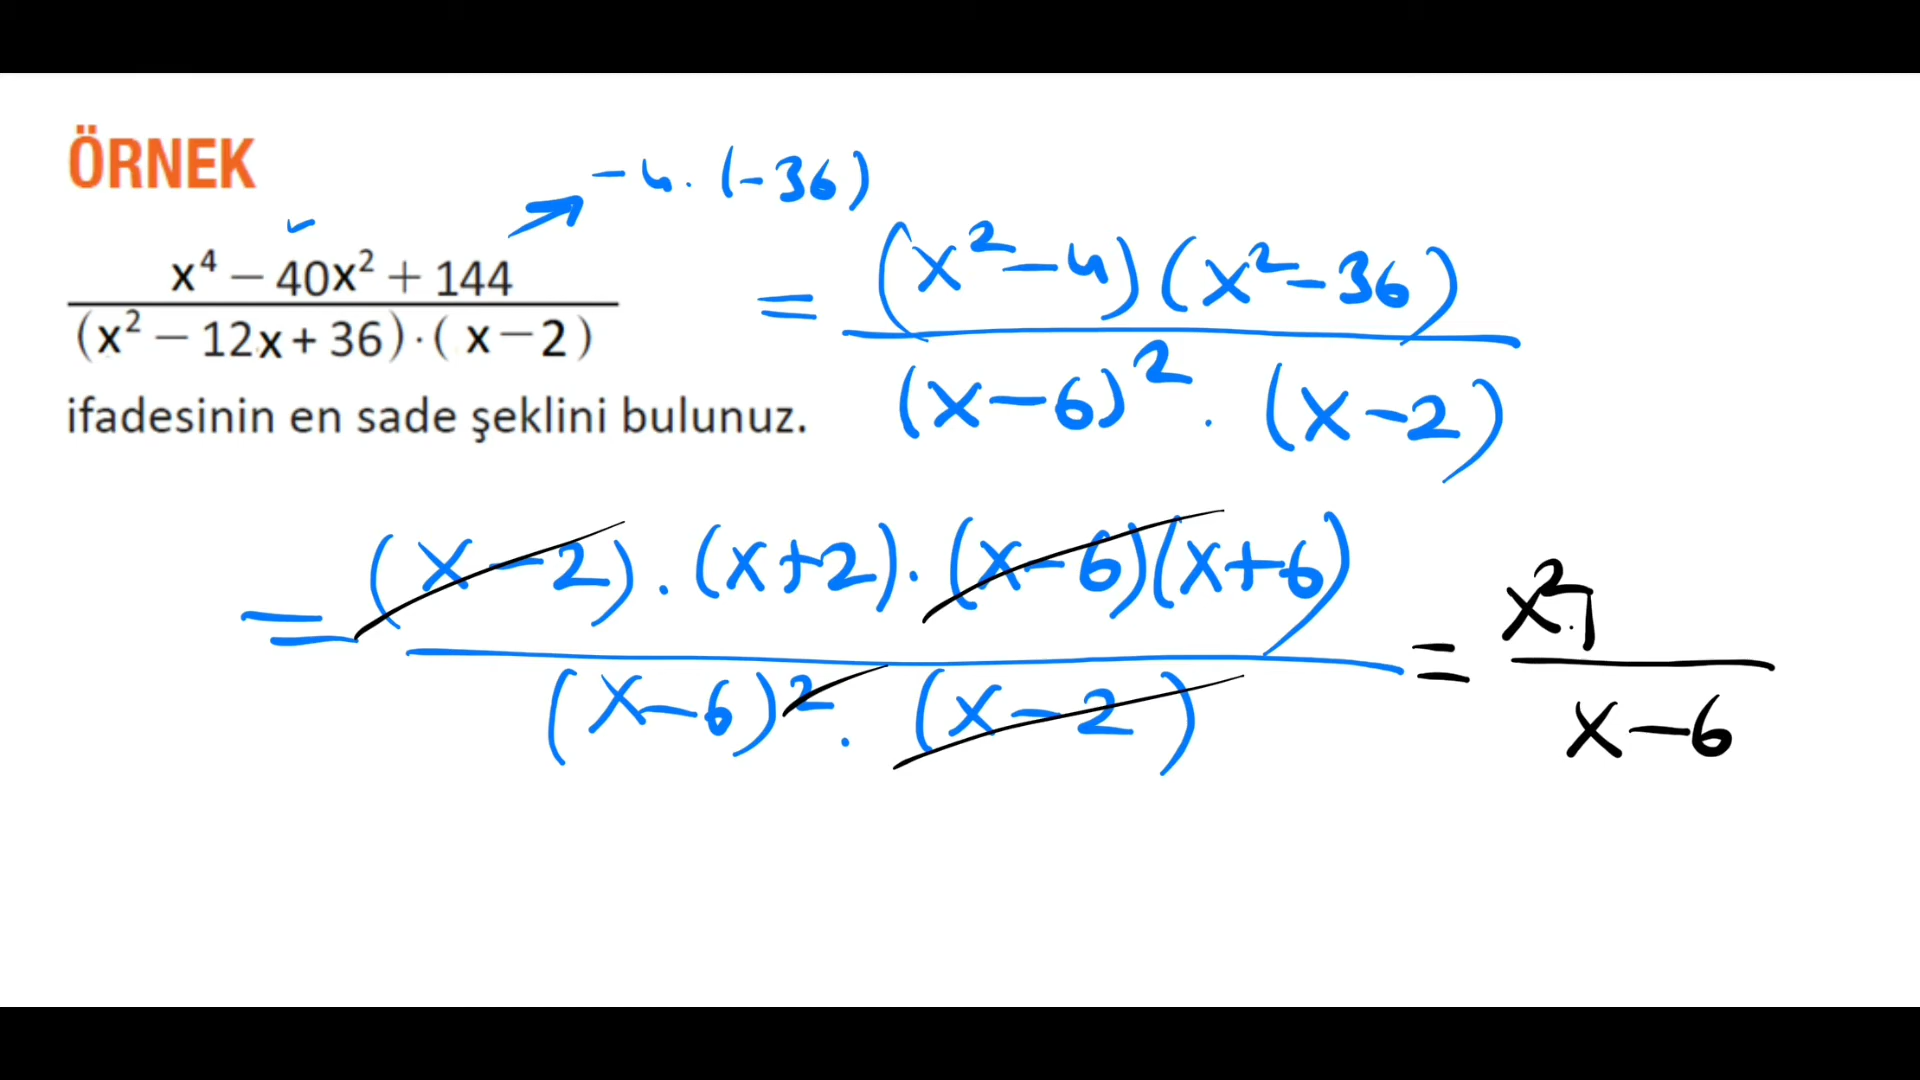 ÖRNEK
-4.(-36)
x⁴ − 40x² + 144
(x² − 12x + 36)·( x − 2 )
ifadesinin en sade şeklini bulunuz.
= (x²-4)(x²-36)
(x-6)² . (x-2)
= (x-2).(x+2).(x-6)(x+6)
(x-6)² . (x-2)
= x²
x-6